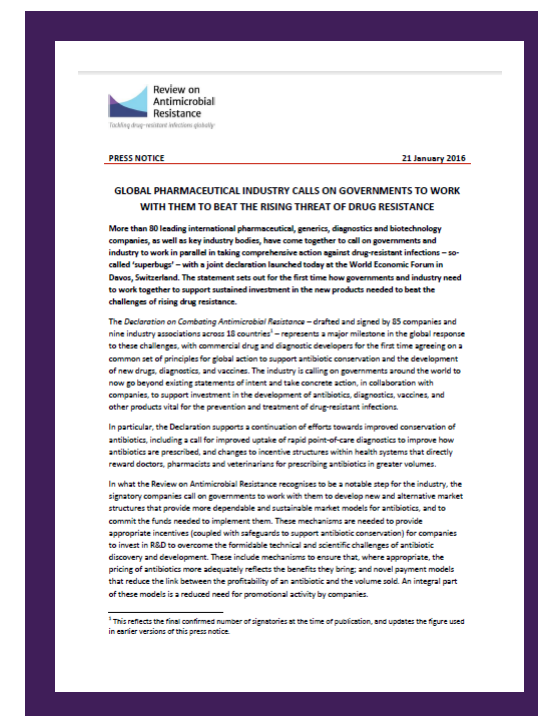 Review on
Antimicrobial
Resistance
Tackling drug-resistant infections globally
PRESS NOTICE 21 January 2016
GLOBAL PHARMACEUTICAL INDUSTRY CALLS ON GOVERNMENTS TO WORK
WITH THEM TO BEAT THE RISING THREAT OF DRUG RESISTANCE
More than 80 leading international pharmaceutical, generics, diagnostics and biotechnology
companies, as well as key industry bodies, have come together to call on governments and
industry to work in parallel in taking comprehensive action against drug-resistant infections – so-
called ‘superbugs’ – with a joint declaration launched today at the World Economic Forum in
Davos, Switzerland. The statement sets out for the first time how governments and industry need
to work together to support sustained investment in the new products needed to beat the
challenges of rising drug resistance.
The Declaration on Combating Antimicrobial Resistance – drafted and signed by 85 companies and
nine industry associations across 18 countries¹ – represents a major milestone in the global response
to these challenges, with commercial drug and diagnostic developers for the first time agreeing on a
common set of principles for global action to support antibiotic conservation and the development
of new drugs, diagnostics, and vaccines. The industry is calling on governments around the world to
now go beyond existing statements of intent and take concrete action, in collaboration with
companies, to support investment in the development of antibiotics, diagnostics, vaccines, and
other products vital for the prevention and treatment of drug-resistant infections.
In particular, the Declaration supports a continuation of efforts towards improved conservation of
antibiotics, including a call for improved uptake of rapid point-of-care diagnostics to improve how
antibiotics are prescribed, and changes to incentive structures within health systems that directly
reward doctors, pharmacists and veterinarians for prescribing antibiotics in greater volumes.
In what the Review on Antimicrobial Resistance recognises to be a notable step for the industry, the
signatory companies call on governments to work with them to develop new and alternative market
structures that provide more dependable and sustainable market models for antibiotics, and to
commit the funds needed to implement them. These mechanisms are needed to provide
appropriate incentives (coupled with safeguards to support antibiotic conservation) for companies
to invest in R&D to overcome the formidable technical and scientific challenges of antibiotic
discovery and development. These include mechanisms to ensure that, where appropriate, the
pricing of antibiotics more adequately reflects the benefits they bring; and novel payment models
that reduce the link between the profitability of an antibiotic and the volume sold. An integral part
of these models is a reduced need for promotional activity by companies.
¹ This reflects the final confirmed number of signatories at the time of publication, and updates the figure used
in earlier versions of this press notice.